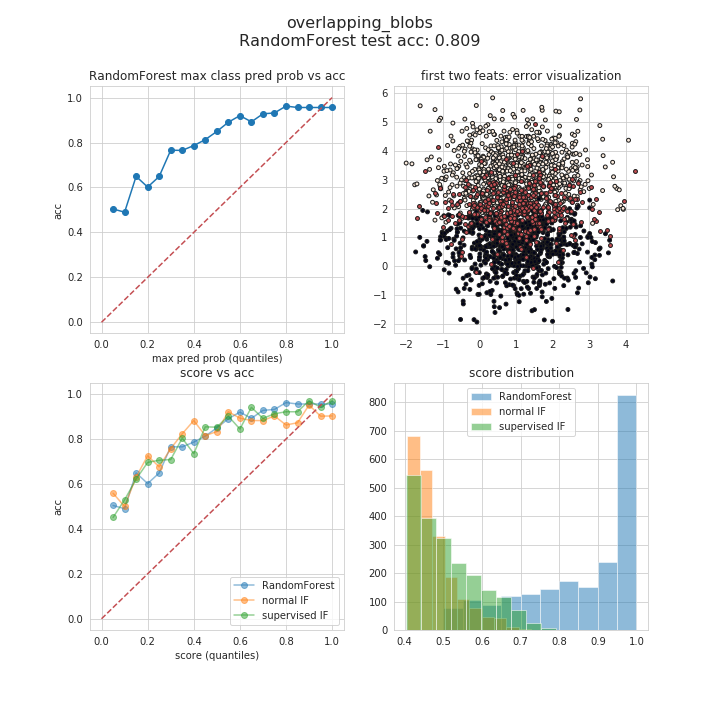 overlapping_blobs
RandomForest test acc: 0.809
RandomForest max class pred prob vs acc
1.0
0.8
0.6
0.4
0.2
0.0
acc
0.0 0.2 0.4 0.6 0.8 1.0
max pred prob (quantiles)
first two feats: error visualization
6
5
4
3
2
1
0
−1
−2
−2 −1 0 1 2 3 4
score vs acc
1.0
0.8
0.6
0.4
0.2
0.0
acc
RandomForest
normal IF
supervised IF
0.0 0.2 0.4 0.6 0.8 1.0
score (quantiles)
score distribution
RandomForest
normal IF
supervised IF
800
700
600
500
400
300
200
100
0
0.4 0.5 0.6 0.7 0.8 0.9 1.0